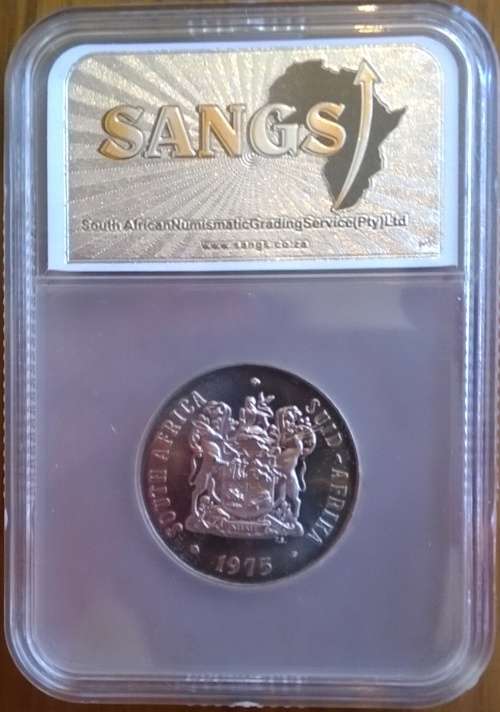 SANGS
South AfricanNumismaticGradingService(Pty)Ltd
www.sangs.co.za
SOUTH AFRICA
SUID-AFRIKA
1975